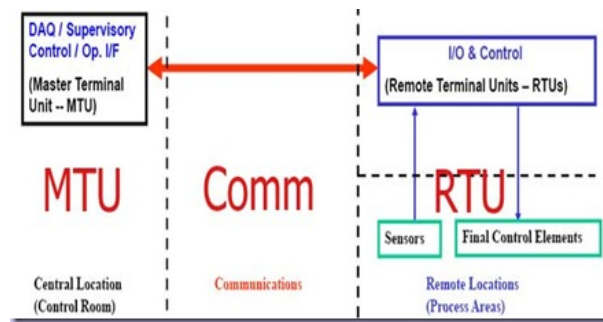 DAQ / Supervisory
Control / Op. I/F
(Master Terminal
Unit -- MTU)
I/O & Control
(Remote Terminal Units – RTUs)
MTU
Comm
RTU
Sensors
Final Control Elements
Central Location
(Control Room)
Communications
Remote Locations
(Process Areas)